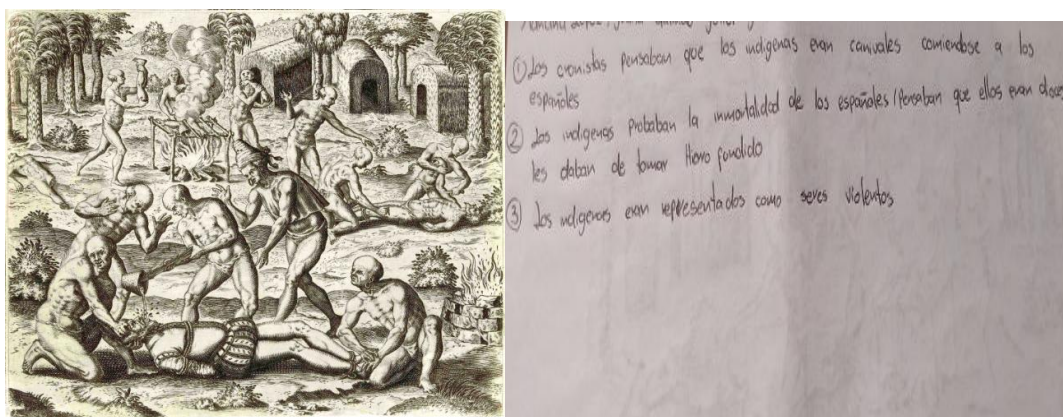 ① Los cronistas pensaban que los indigenas eran canivales comiendose a los
españoles
② Los indigenas probaban la inmortalidad de los españoles (Pensaban que ellos eran dioses
les daban de tomar Hierro fundido
③ Los indigenas eran representados como seres violentos